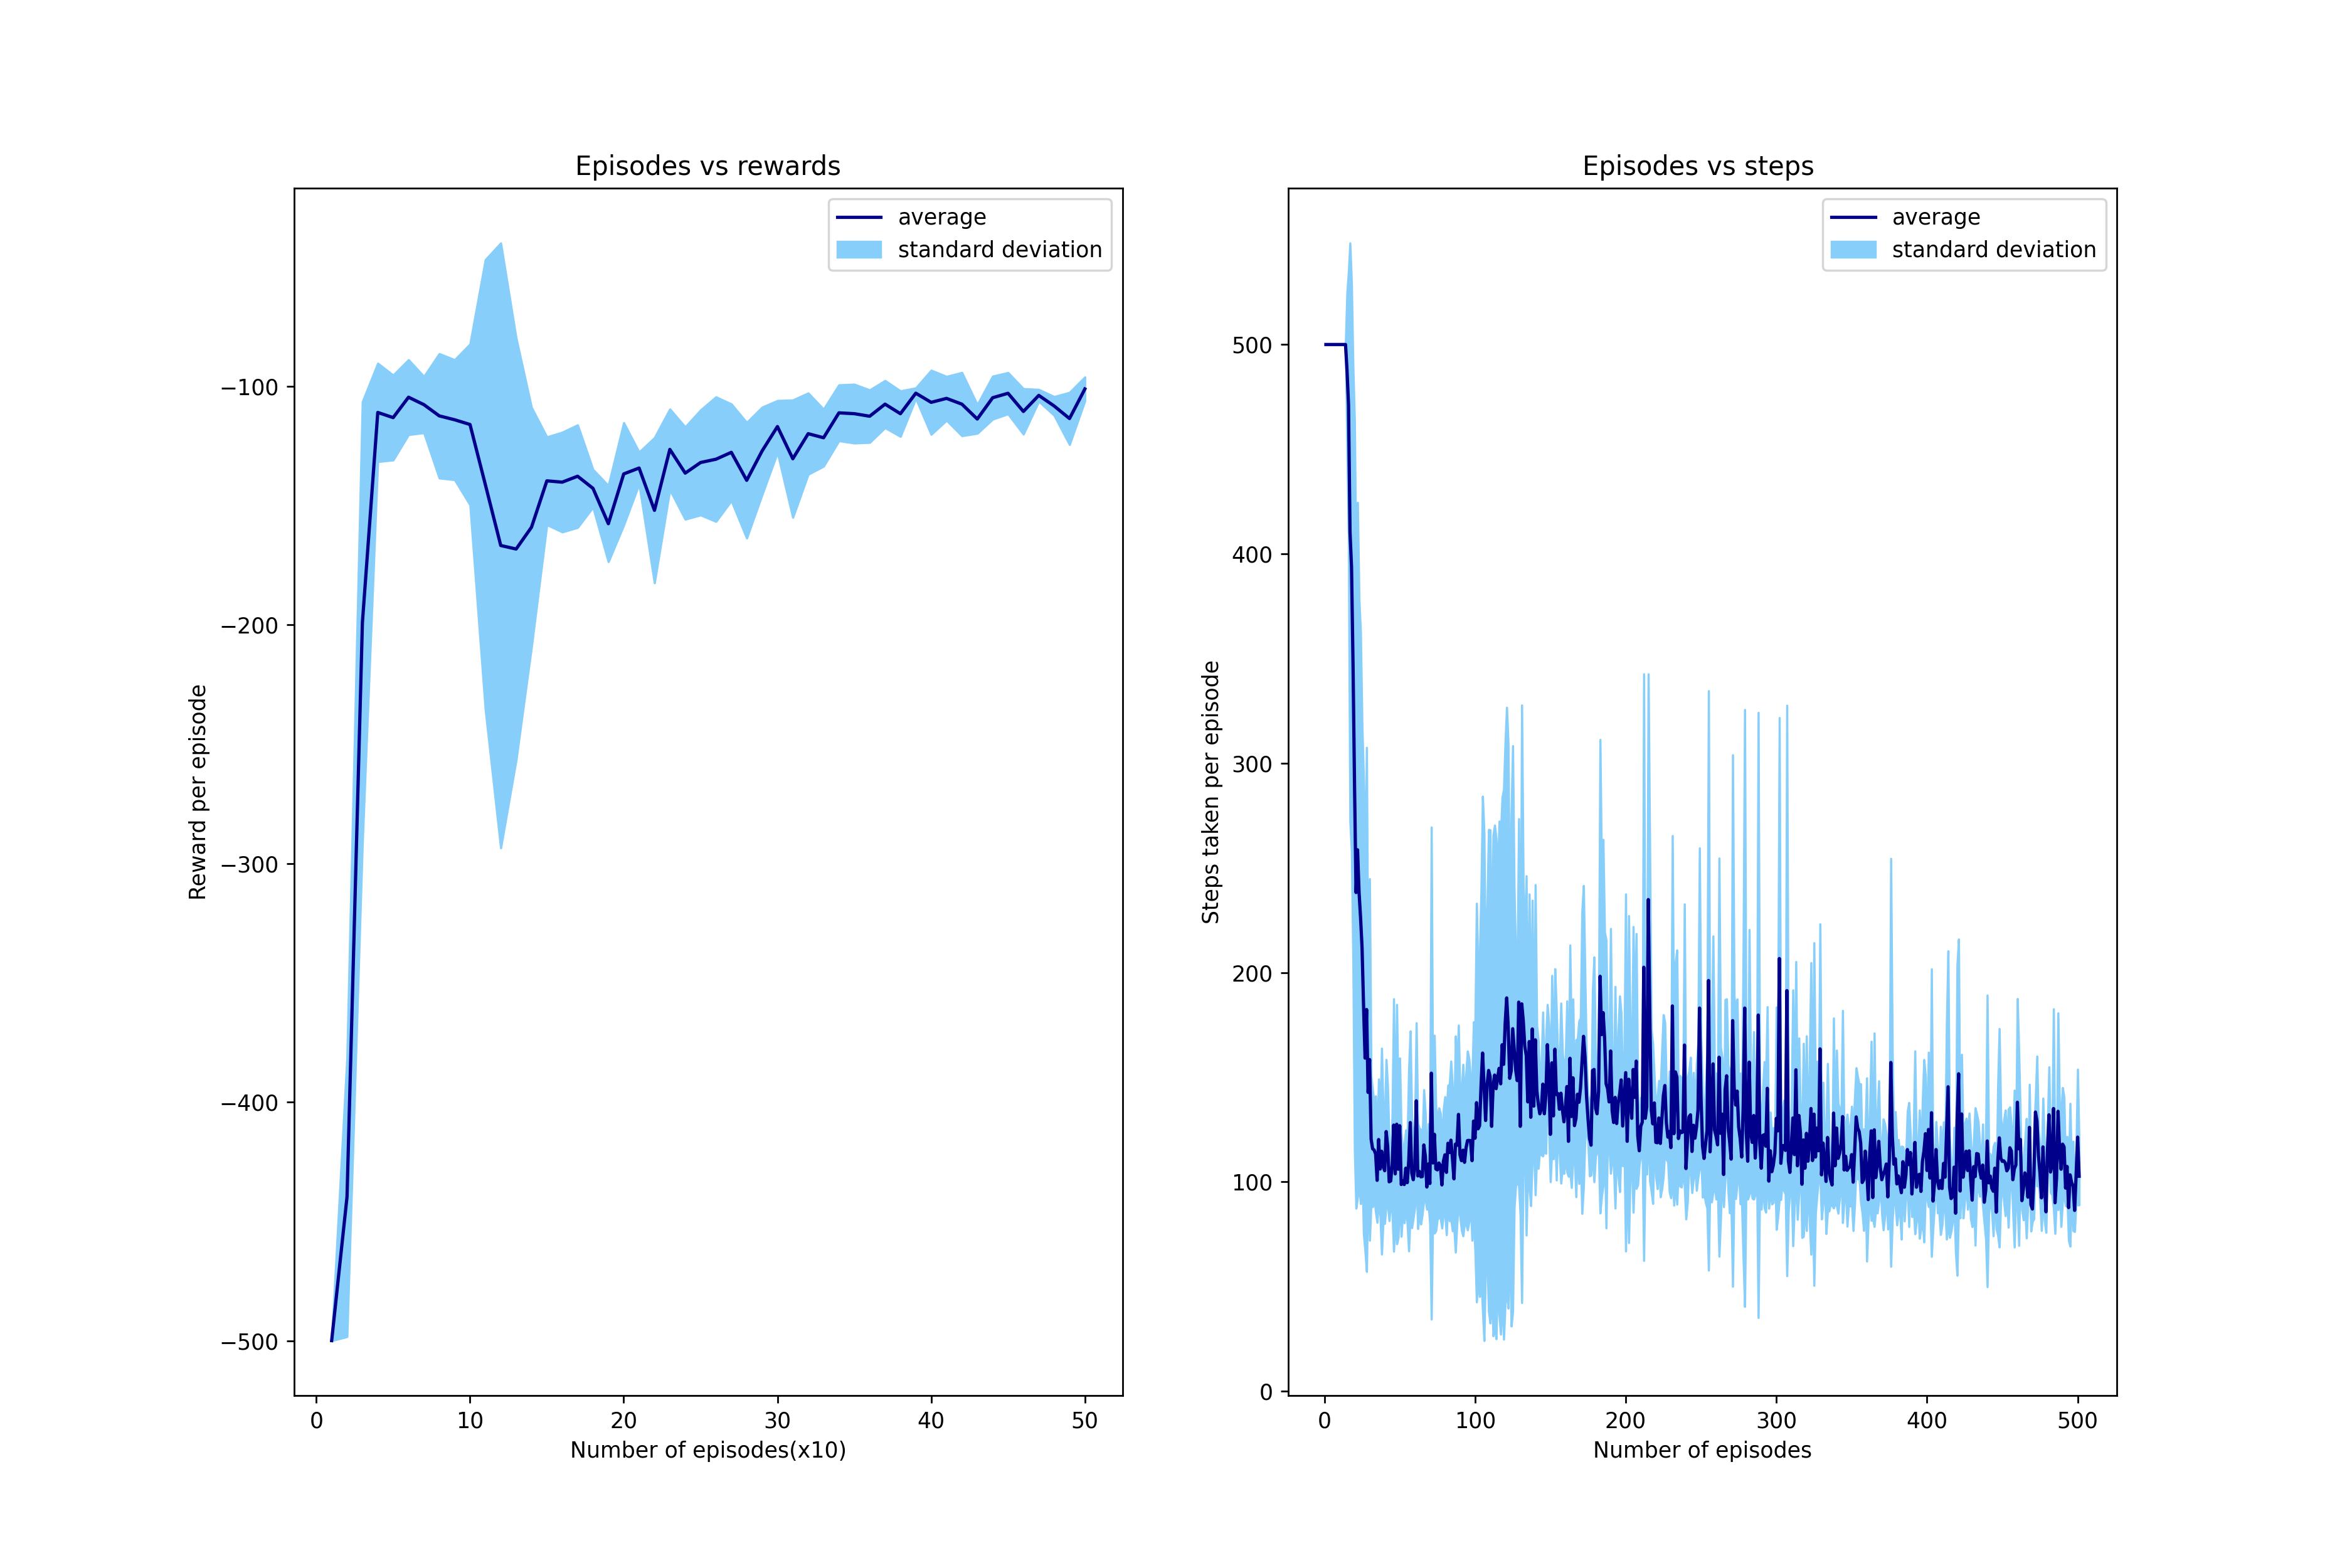 Episodes vs rewards
average
standard deviation
Reward per episode
−100
−200
−300
−400
−500
0 10 20 30 40 50
Number of episodes(x10)
Episodes vs steps
average
standard deviation
Steps taken per episode
500
400
300
200
100
0
0 100 200 300 400 500
Number of episodes